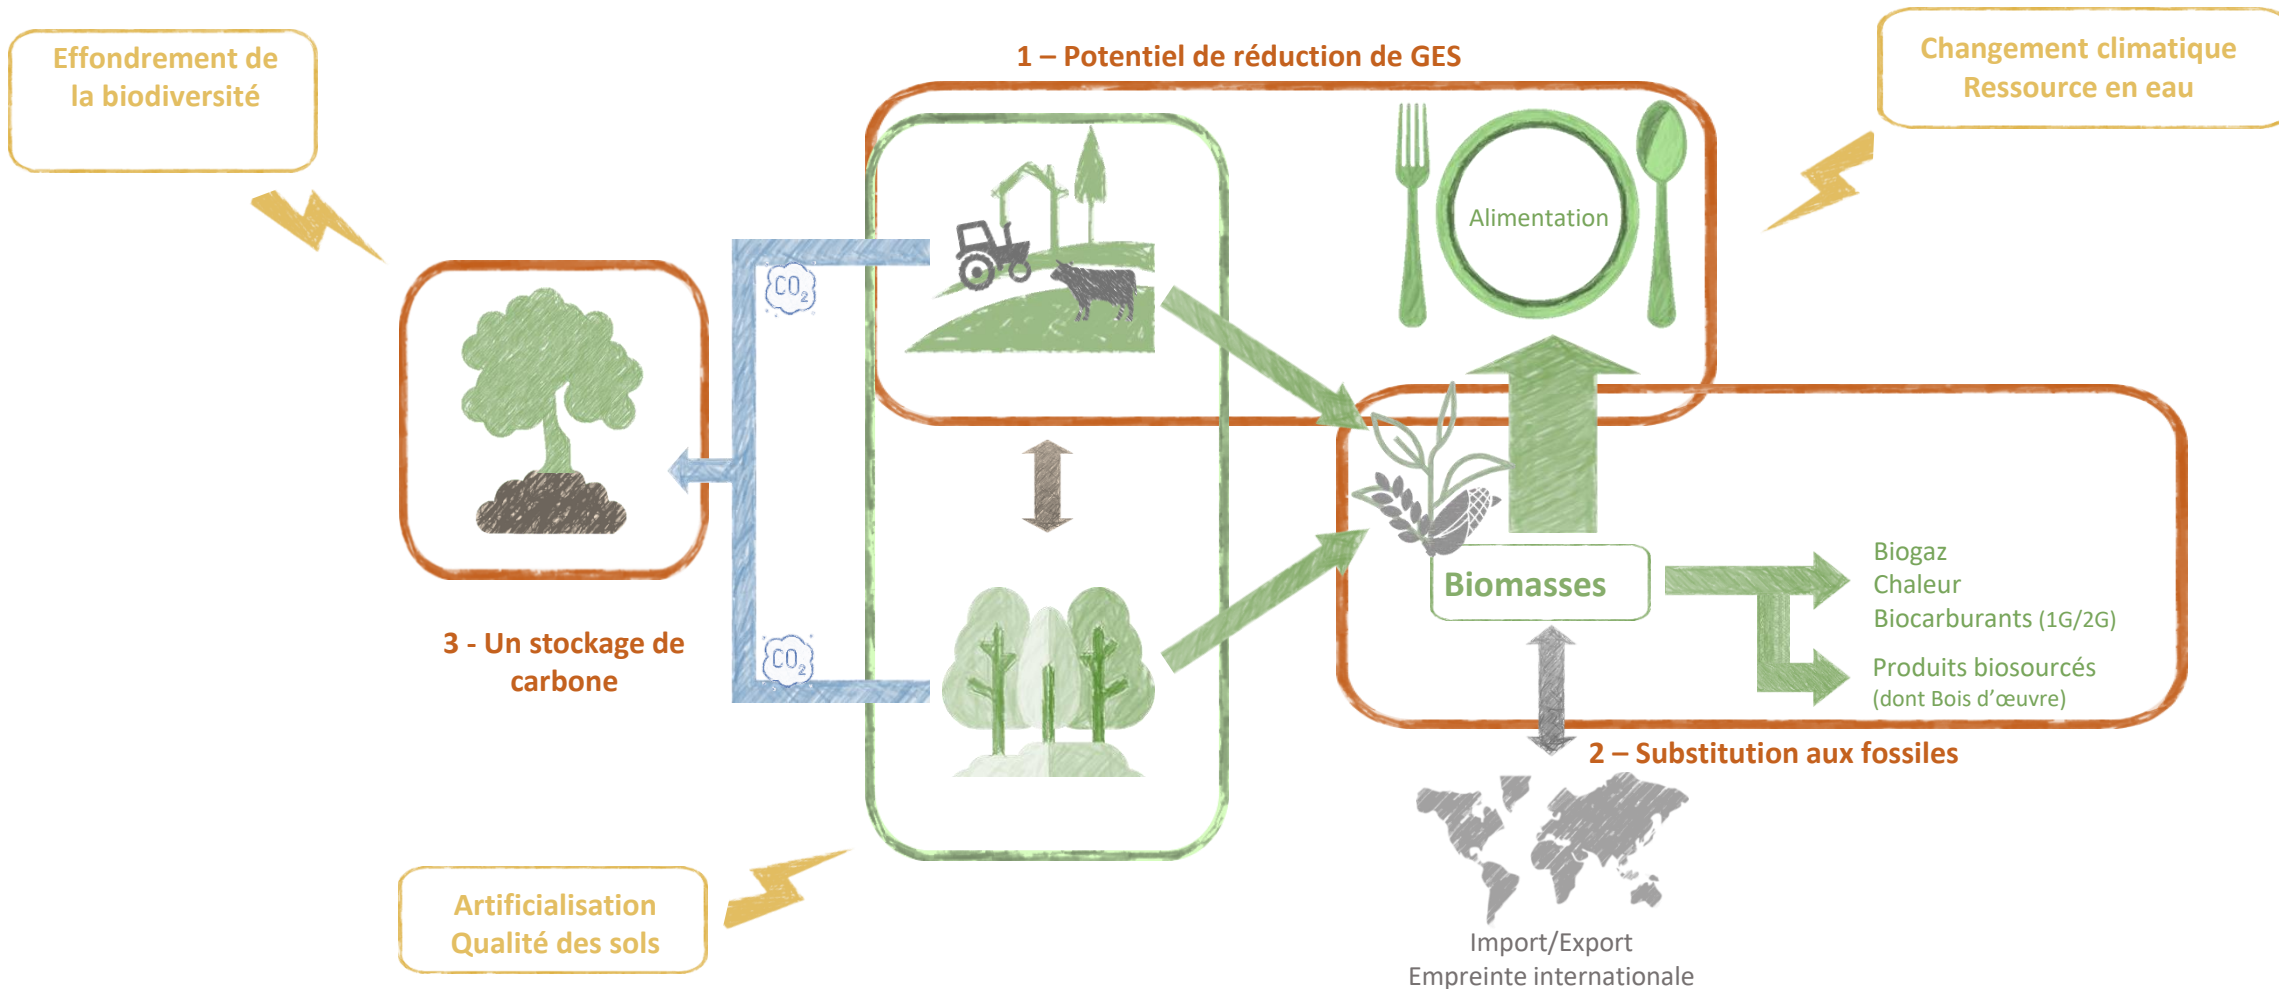 Effondrement de
la biodiversité
1 – Potentiel de réduction de GES
Changement climatique
Ressource en eau
Alimentation
CO2
CO2
3 - Un stockage de
carbone
Biomasses
Biogaz
Chaleur
Biocarburants (1G/2G)
Produits biosourcés
(dont Bois d’œuvre)
2 – Substitution aux fossiles
Artificialisation
Qualité des sols
Import/Export
Empreinte internationale